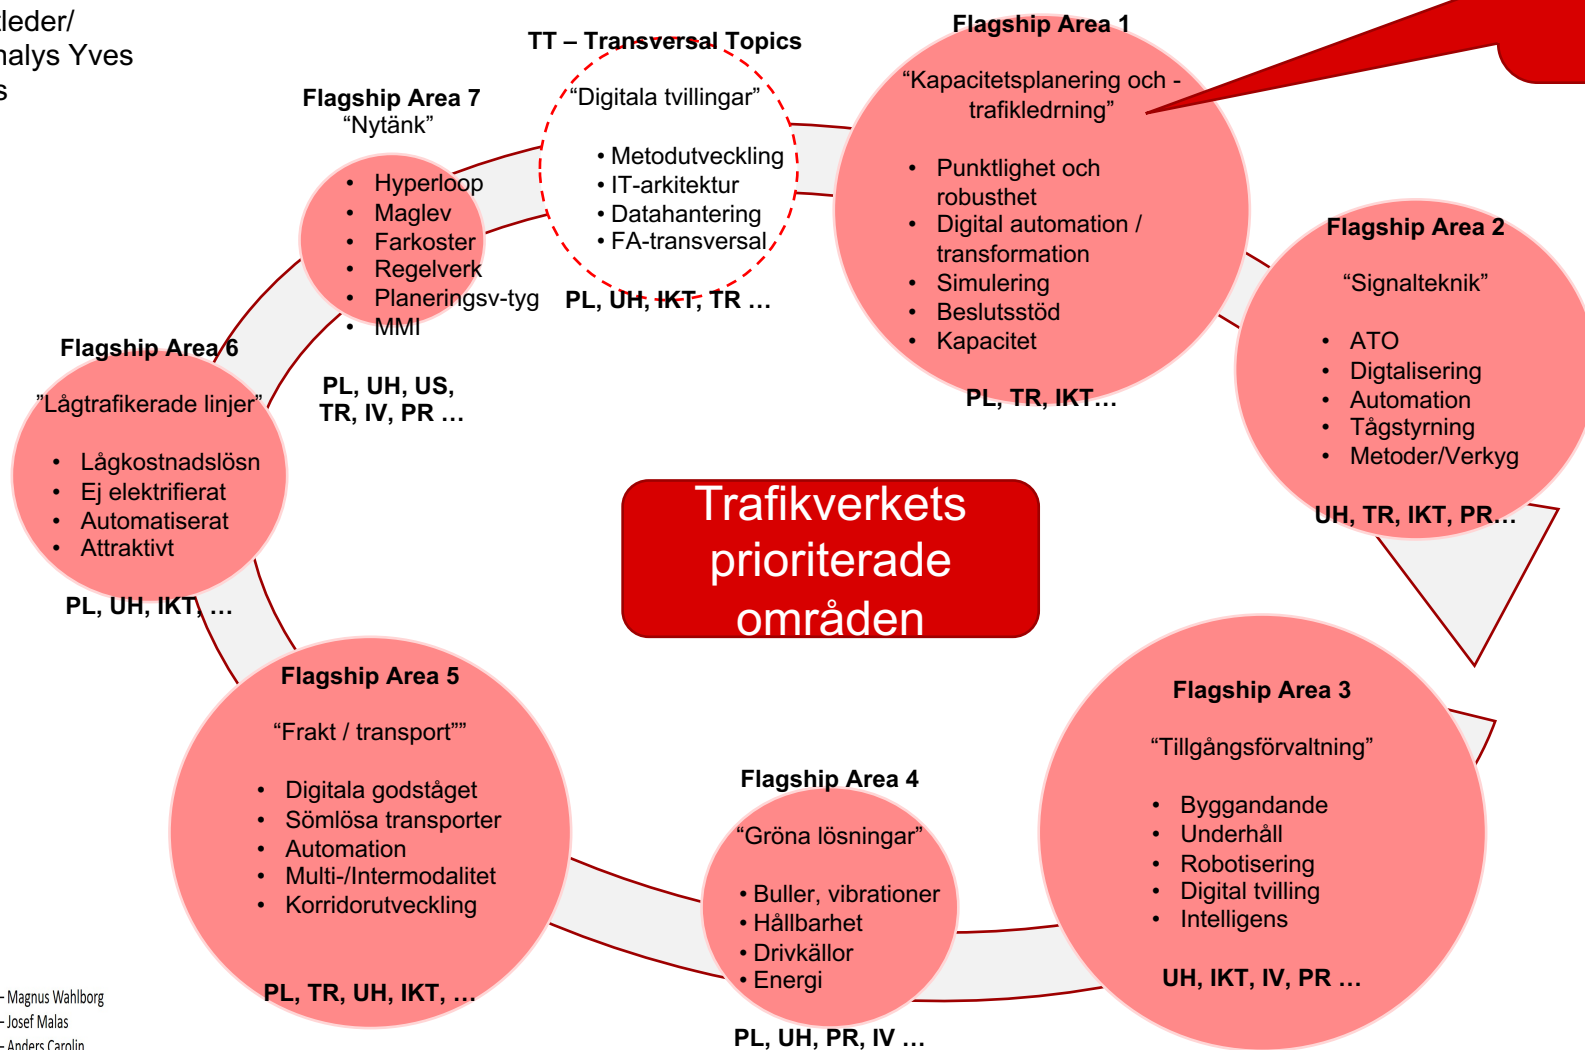 tleder/
nalys Yves
s
TT – Transversal Topics
“Digitala tvillingar”
• Metodutveckling
• IT-arkitektur
• Datahantering
• FA-transversal
PL, UH, IKT, TR ...
Flagship Area 1
“Kapacitetsplanering och -
trafikledrning”
• Punktlighet och
robusthet
• Digital automation /
transformation
• Simulering
• Beslutsstöd
• Kapacitet
PL, TR, IKT...
Flagship Area 2
“Signalteknik”
• ATO
• Digtalisering
• Automation
• Tågstyrning
• Metoder/Verkyg
UH, TR, IKT, PR...
Flagship Area 7
“Nytänk”
• Hyperloop
• Maglev
• Farkoster
• Regelverk
• Planeringsv-tyg
• MMI
PL, UH, US,
TR, IV, PR ...
Flagship Area 6
”Lågtrafikerade linjer”
• Lågkostnadslösn
• Ej elektrifierat
• Automatiserat
• Attraktivt
PL, UH, IKT, ...
Trafikverkets
prioriterade
områden
Flagship Area 5
“Frakt / transport””
• Digitala godståget
• Sömlösa transporter
• Automation
• Multi-/Intermodalitet
• Korridorutveckling
PL, TR, UH, IKT, ...
Flagship Area 4
“Gröna lösningar”
• Buller, vibrationer
• Hållbarhet
• Drivkällor
• Energi
PL, UH, PR, IV ...
Flagship Area 3
“Tillgångsförvaltning”
• Byggandande
• Underhåll
• Robotisering
• Digital tvilling
• Intelligens
UH, IKT, IV, PR ...
– Magnus Wahlborg
– Josef Malas
– Anders Carolin